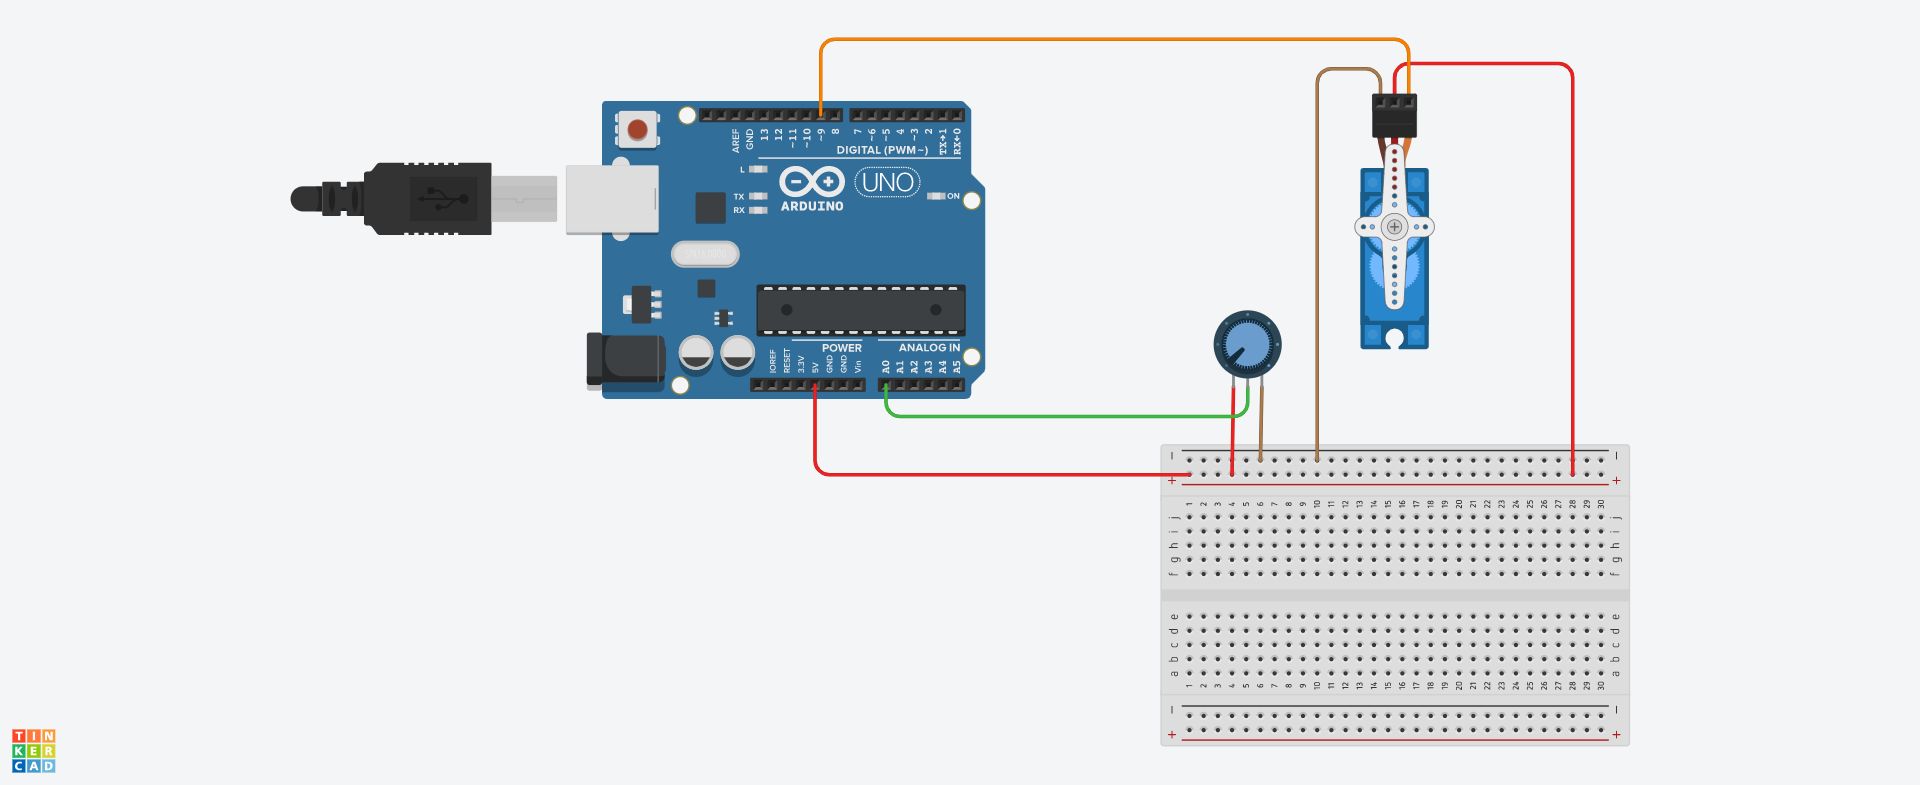 AREF
GND
13
12
~11
~10
~9
8
7
~6
~5
4
~3
2
TX→1
RX←0
DIGITAL (PWM~)
L
TX
RX
ARDUINO
UNO
ON
IOREF
RESET
3.3V
5V
GND
GND
Vin
POWER
ANALOG IN
A0
A1
A2
A3
A4
A5
− −
+ +
1 2 3 4 5 6 7 8 9 10 11 12 13 14 15 16 17 18 19 20 21 22 23 24 25 26 27 28 29 30
j j
i i
h h
g g
f f
e e
d d
c c
b b
a a
1 2 3 4 5 6 7 8 9 10 11 12 13 14 15 16 17 18 19 20 21 22 23 24 25 26 27 28 29 30
− −
+ +
TIN
KER
CAD